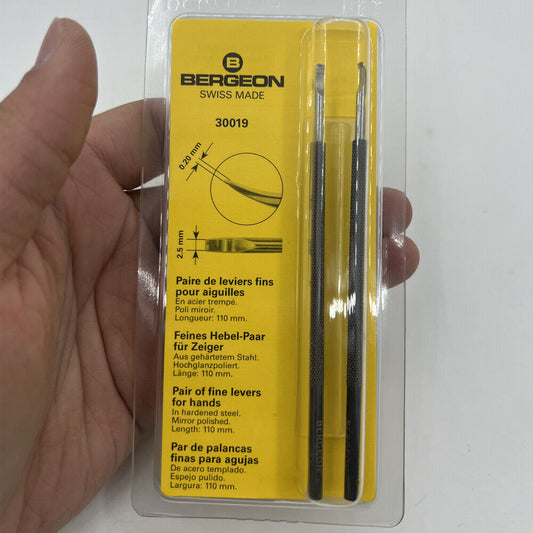 B
BERGEON
SWISS MADE
30019
0.20 mm
2.5 mm
Paire de leviers fins
pour aiguilles
En acier trempé.
Poli miroir.
Longueur: 110 mm.
Feines Hebel-Paar
für Zeiger
Aus gehärtetem Stahl.
Hochglanzpoliert.
Länge: 110 mm.
Pair of fine levers
for hands
In hardened steel.
Mirror polished.
Length: 110 mm.
Par de palancas
finas para agujas
De acero templado.
Espejo pulido.
Largura: 110 mm.
BERGEON